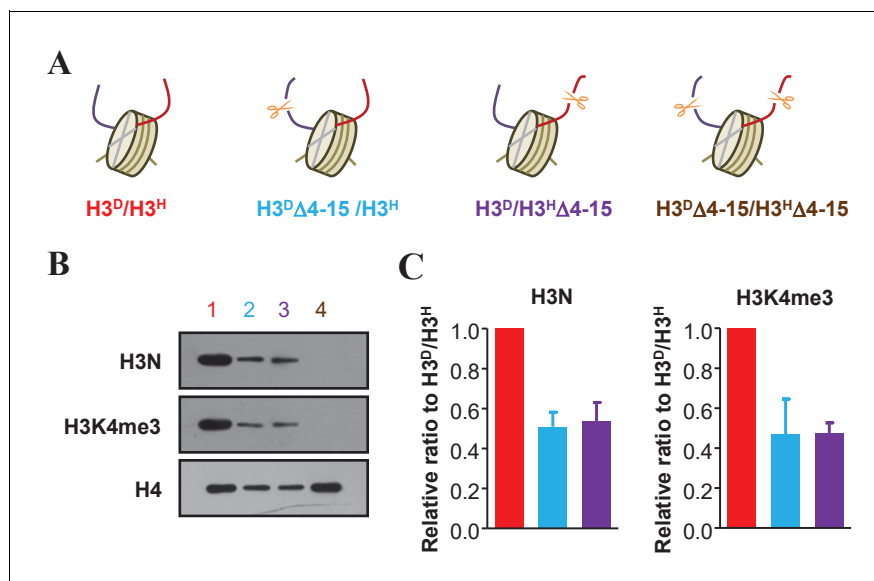 A
H3ᴰ/H3ᴴ
H3ᴰΔ4-15 /H3ᴴ
H3ᴰ/H3ᴴΔ4-15
H3ᴰΔ4-15/H3ᴴΔ4-15
B
1 2 3 4
H3N
H3K4me3
H4
C
H3N
Relative ratio to H3ᴰ/H3ᴴ
1.0
0.8
0.6
0.4
0.2
0.0
H3K4me3
Relative ratio to H3ᴰ/H3ᴴ
1.0
0.8
0.6
0.4
0.2
0.0